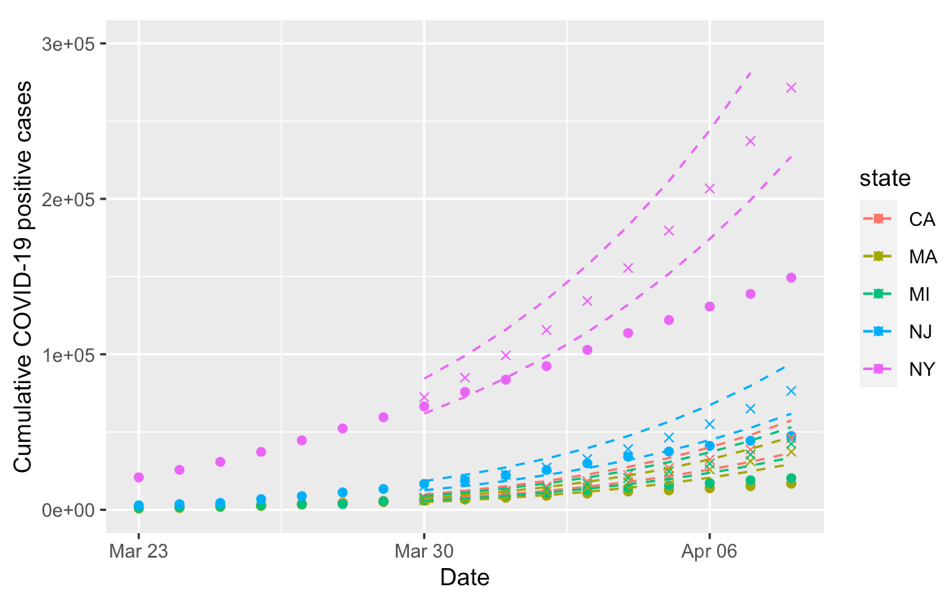 3e+05
2e+05
1e+05
0e+00
Cumulative COVID-19 positive cases
Mar 23
Mar 30
Apr 06
Date
state
CA
MA
MI
NJ
NY